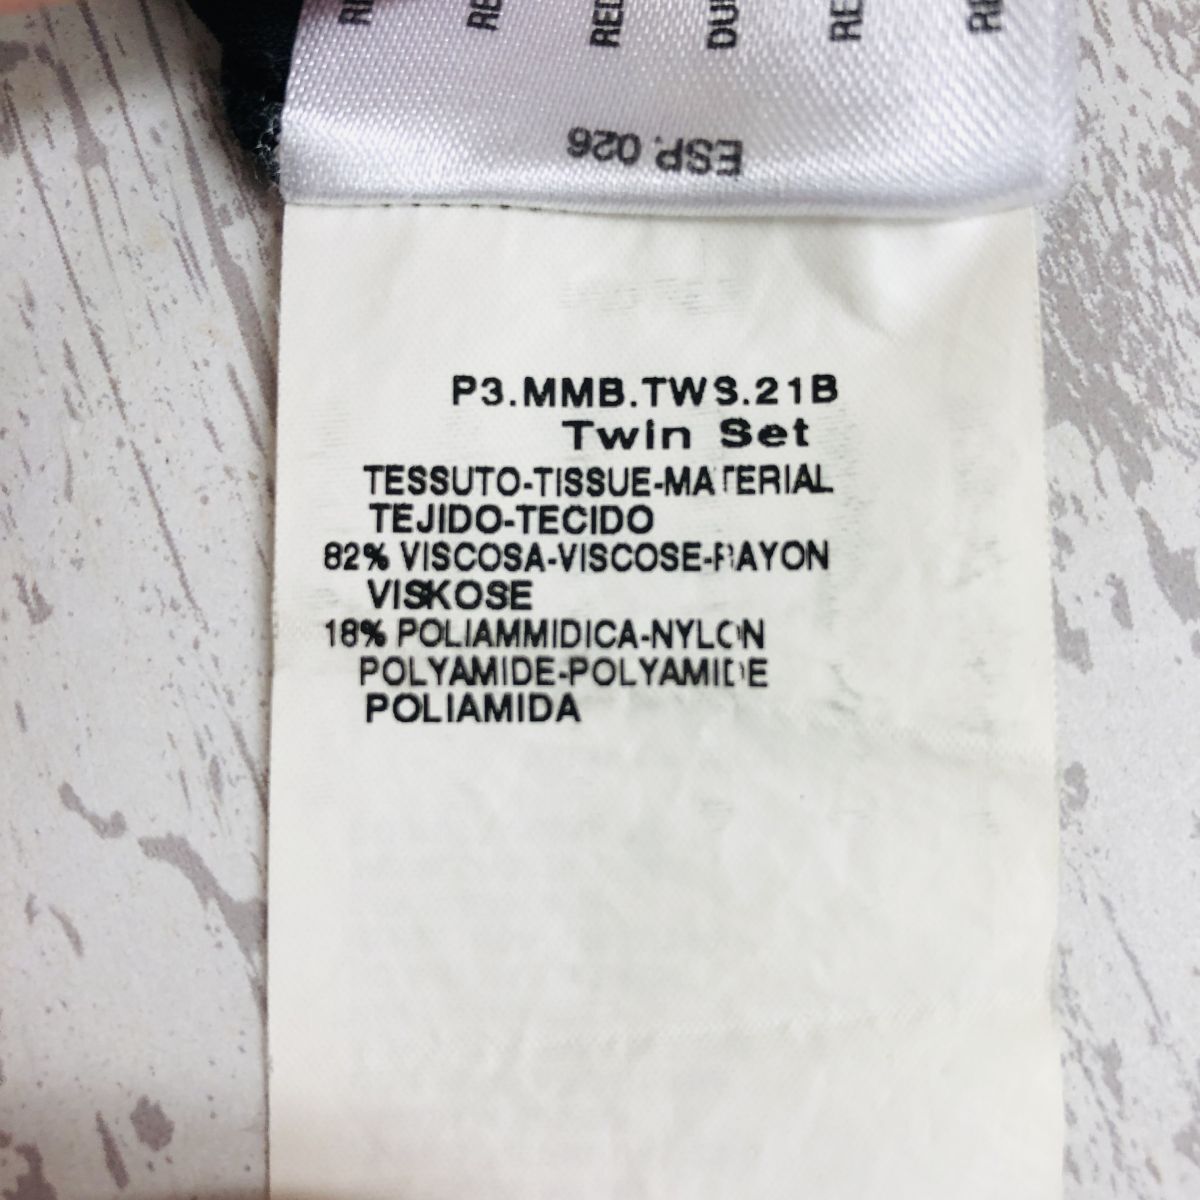 ESP. 026
P3.MMB.TWS.21B
Twin Set
TESSUTO-TISSUE-MATERIAL
TEJIDO-TECIDO
82% VISCOSA-VISCOSE-RAYON
VISKOSE
18% POLIAMMIDICA-NYLON
POLYAMIDE-POLYAMIDE
POLIAMIDA